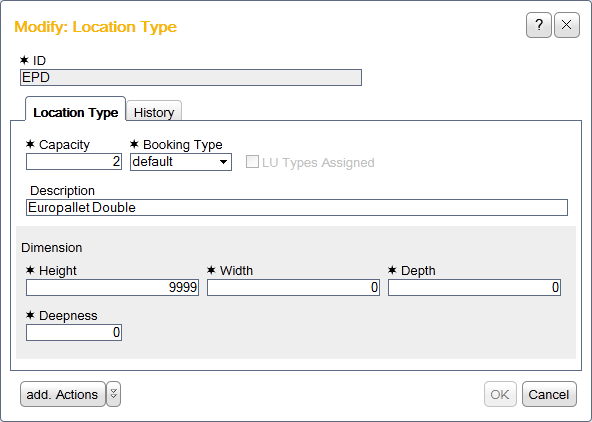 Modify: Location Type
?
✶ ID
EPD
Location Type History
✶ Capacity ✶ Booking Type
2 default LU Types Assigned
Description
Europallet Double
Dimension
✶ Height ✶ Width ✶ Depth
9999 0 0
✶ Deepness
0
add. Actions OK Cancel